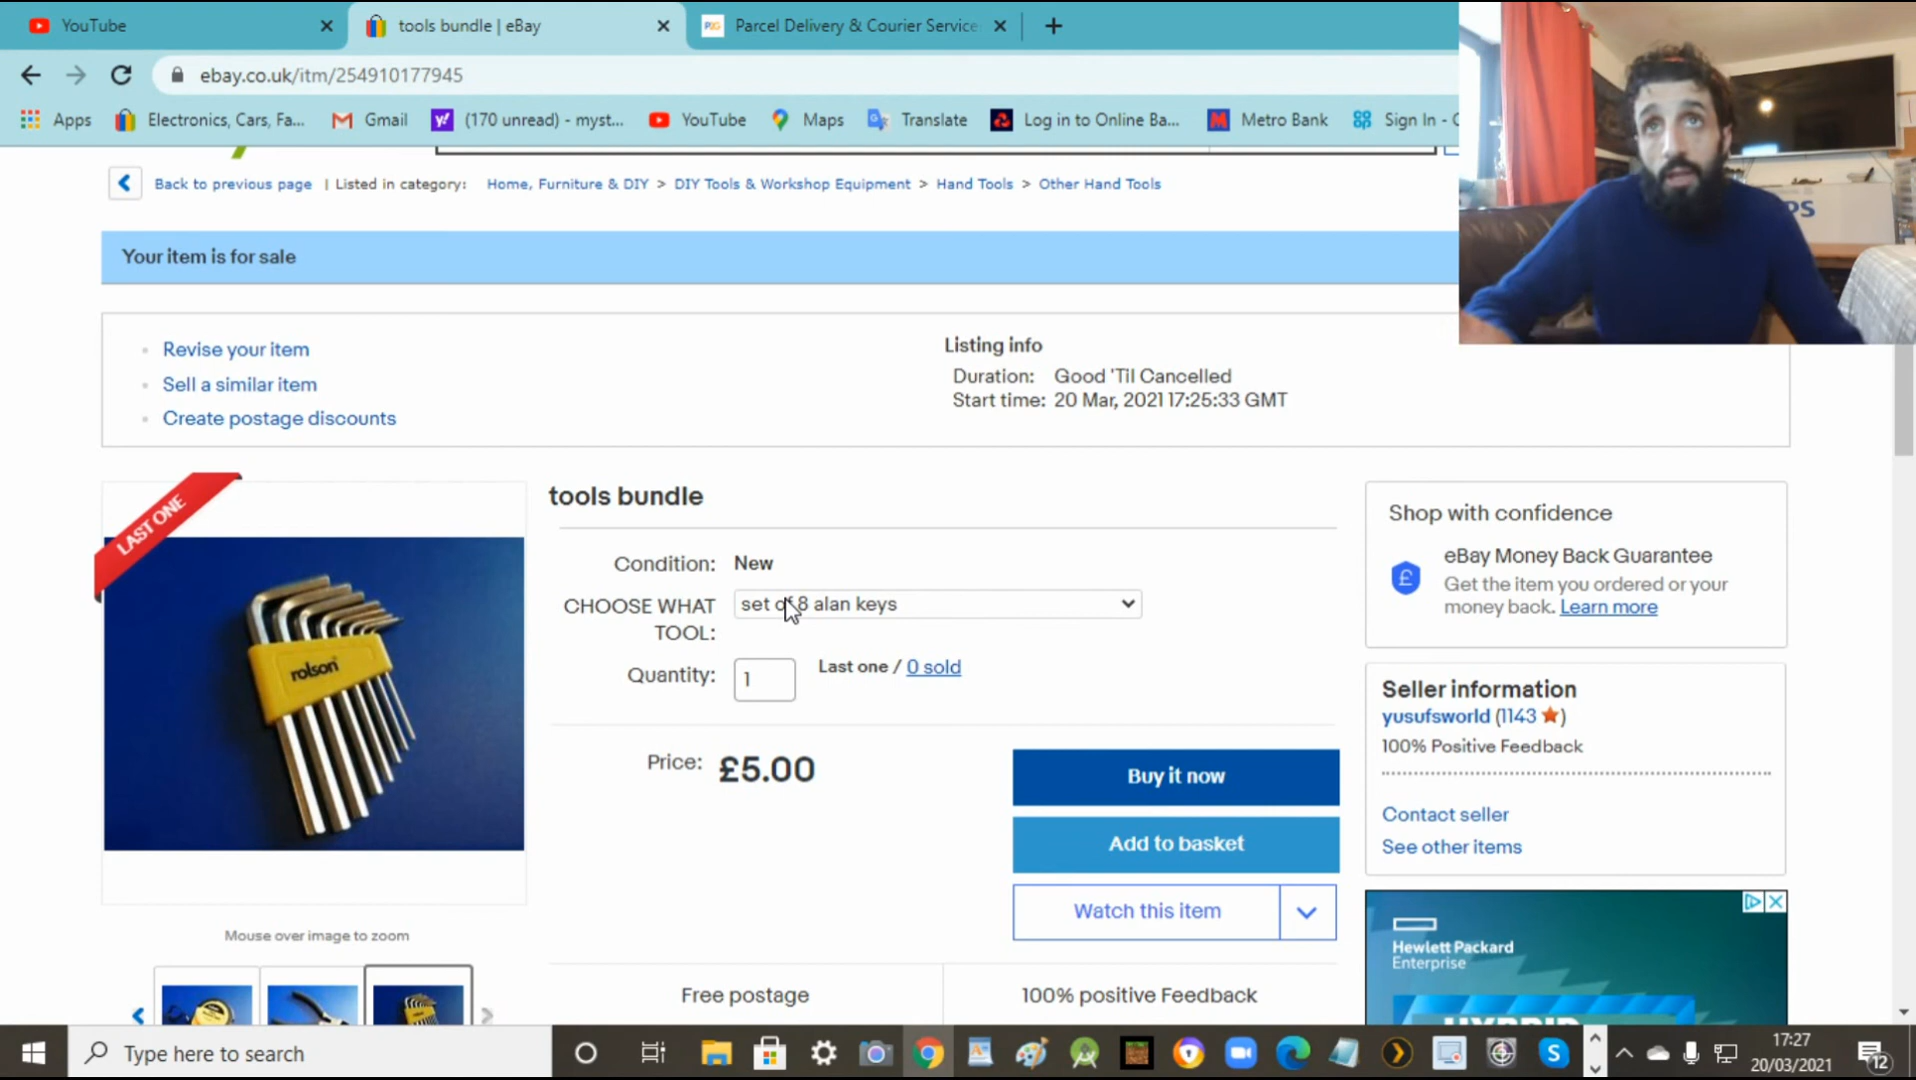 YouTube
tools bundle | eBay
Parcel Delivery & Courier Service
ebay.co.uk/itm/254910177945
Apps
Electronics, Cars, Fa...
Gmail
(170 unread) - myst...
YouTube
Maps
Translate
Log in to Online Ba...
Metro Bank
Sign In -
Back to previous page | Listed in category: Home, Furniture & DIY > DIY Tools & Workshop Equipment > Hand Tools > Other Hand Tools
Your item is for sale
Revise your item
Sell a similar item
Create postage discounts
Listing info
Duration: Good 'Til Cancelled
Start time: 20 Mar, 2021 17:25:33 GMT
LAST ONE
rolson
Mouse over image to zoom
tools bundle
Condition: New
CHOOSE WHAT TOOL: set of 8 alan keys
Quantity: 1
Last one / 0 sold
Price: £5.00
Buy it now
Add to basket
Watch this item
Free postage
100% positive Feedback
Shop with confidence
eBay Money Back Guarantee
Get the item you ordered or your
money back. Learn more
Seller information
yusufsworld (1143)
100% Positive Feedback
Contact seller
See other items
Hewlett Packard
Enterprise
Type here to search
17:27
20/03/2021
12